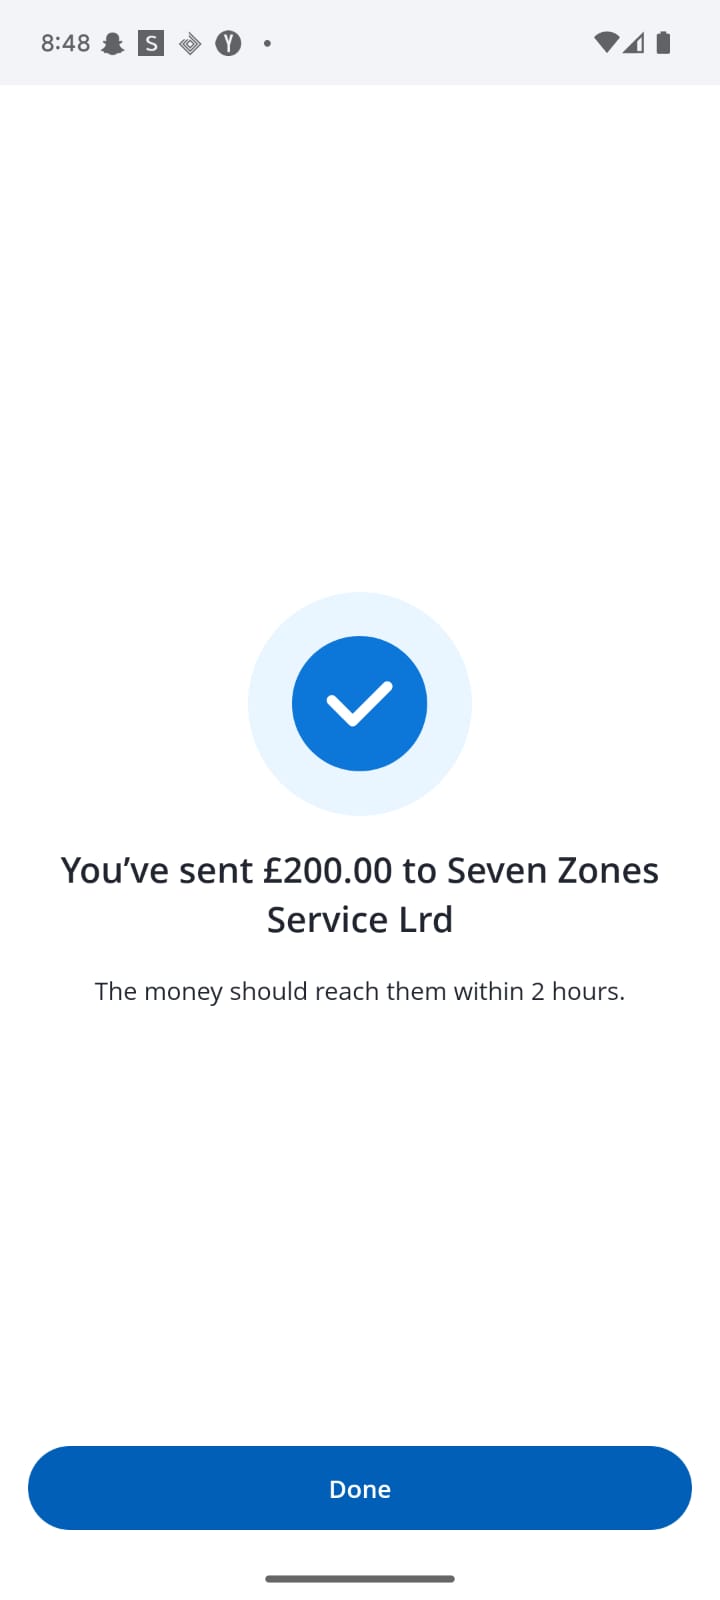 8:48 S Y
You’ve sent £200.00 to Seven Zones
Service Lrd
The money should reach them within 2 hours.
Done